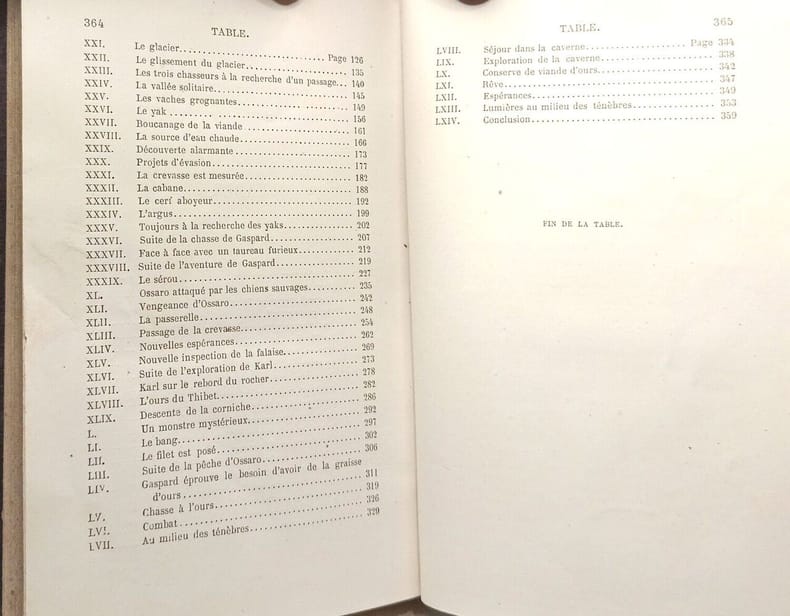 364
TABLE.
XXI. Le glacier........................ Page 126
XXII. Le glissement du glacier.................... 135
XXIII. Les trois chasseurs à la recherche d'un passage... 140
XXIV. La vallée solitaire........................ 145
XXV. Les vaches grognantes........................ 149
XXVI. Le yak........................ 156
XXVII. Boucanage de la viande........................ 161
XXVIII. La source d'eau chaude........................ 166
XXIX. Découverte alarmante........................ 173
XXX. Projets d'évasion........................ 177
XXXI. La crevasse est mesurée........................ 182
XXXII. La cabane........................ 188
XXXIII. Le cerf aboyeur........................ 192
XXXIV. L'argus........................ 199
XXXV. Toujours à la recherche des yaks............... 202
XXXVI. Suite de la chasse de Gaspard.................. 207
XXXVII. Face à face avec un taureau furieux............ 212
XXXVIII. Suite de l'aventure de Gaspard................. 219
XXXIX. Le sérou........................ 227
XL. Ossaro attaqué par les chiens sauvages........... 235
XLI. Vengeance d'Ossaro........................ 242
XLII. La passerelle........................ 248
XLIII. Passage de la crevasse........................ 254
XLIV. Nouvelles espérances........................ 262
XLV. Nouvelle inspection de la falaise............... 269
XLVI. Suite de l'exploration de Karl.................. 273
XLVII. Karl sur le rebord du rocher.................. 278
XLVIII. L'ours du Thibet........................ 282
XLIX. Descente de la corniche........................ 286
L. Un monstre mystérieux........................ 292
LI. Le bang........................ 297
LII. Le filet est posé........................ 302
LIII. Suite de la pêche d'Ossaro..................... 306
LIV. Gaspard éprouve le besoin d'avoir de la graisse
d'ours........................ 311
LV. Chasse à l'ours........................ 319
LVI. Combat........................ 326
LVII. Au milieu des ténèbres........................ 329
TABLE.
365
LVIII. Séjour dans la caverne.................. Page 334
LIX. Exploration de la caverne.................. 338
LX. Conserve de viande d'ours.................. 342
LXI. Rêve........................ 347
LXII. Espérances........................ 349
LXIII. Lumières au milieu des ténèbres............... 353
LXIV. Conclusion........................ 359
FIN DE LA TABLE.